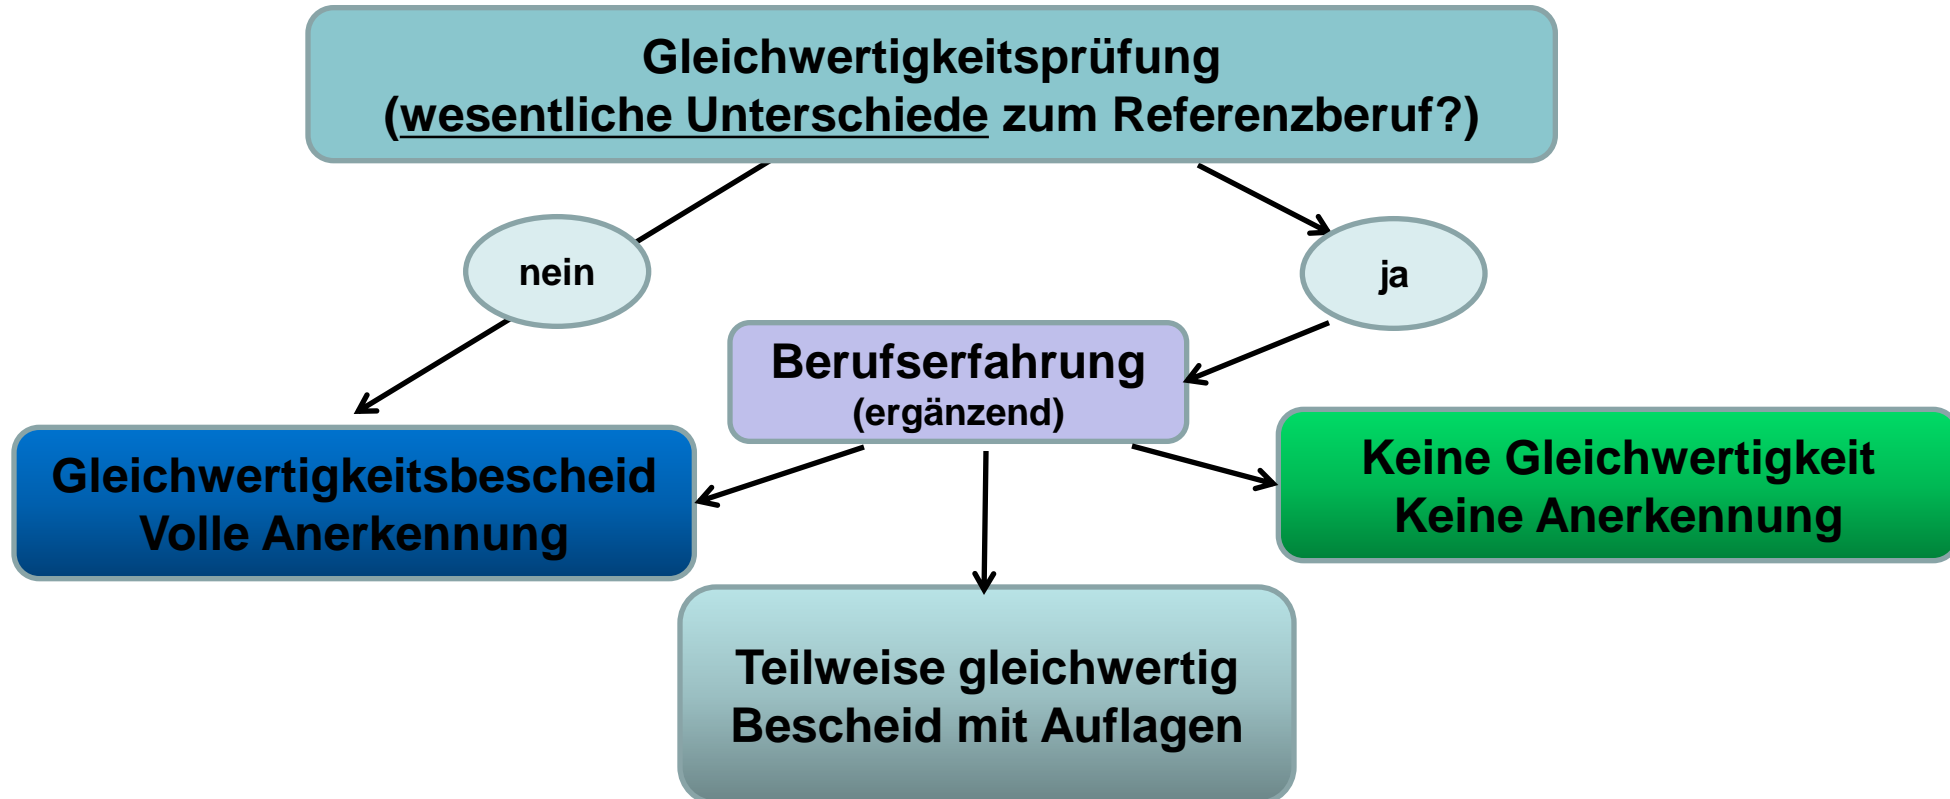 Gleichwertigkeitsprüfung
(wesentliche Unterschiede zum Referenzberuf?)
nein
ja
Berufserfahrung
(ergänzend)
Gleichwertigkeitsbescheid
Volle Anerkennung
Keine Gleichwertigkeit
Keine Anerkennung
Teilweise gleichwertig
Bescheid mit Auflagen